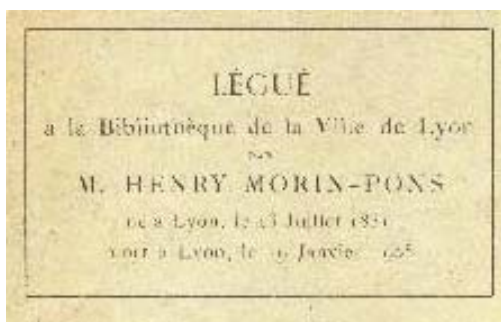 LÉGUÉ
a la Bibliothèque de la Ville de Lyon
PAR
M. HENRY MORIN-PONS
né a Lyon, le Juillet
mort a Lyon, le Janvier